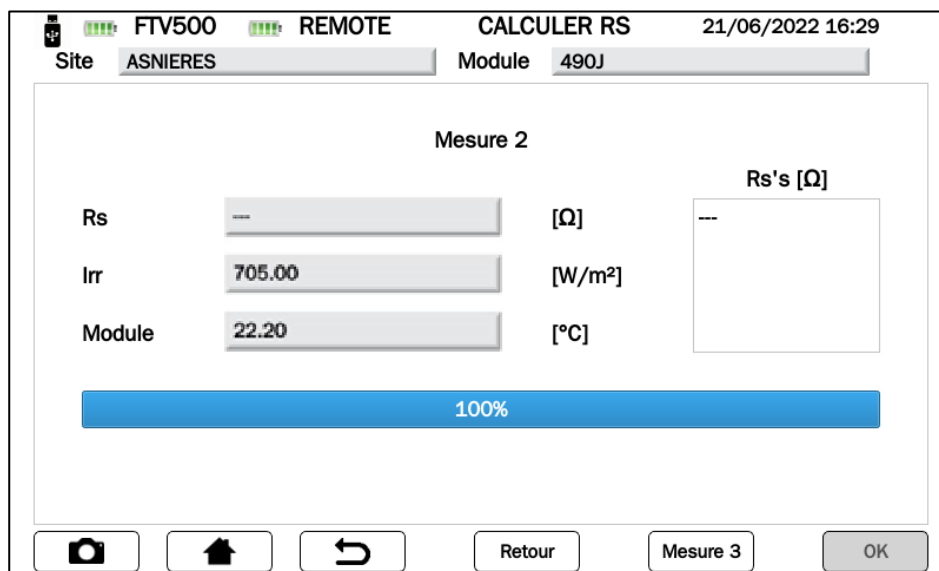 FTV500 REMOTE CALCULER RS 21/06/2022 16:29
Site ASNIERES Module 490J
Mesure 2
Rs's [Ω]
Rs --- [Ω] ---
Irr 705.00 [W/m²]
Module 22.20 [°C]
100%
Retour Mesure 3 OK